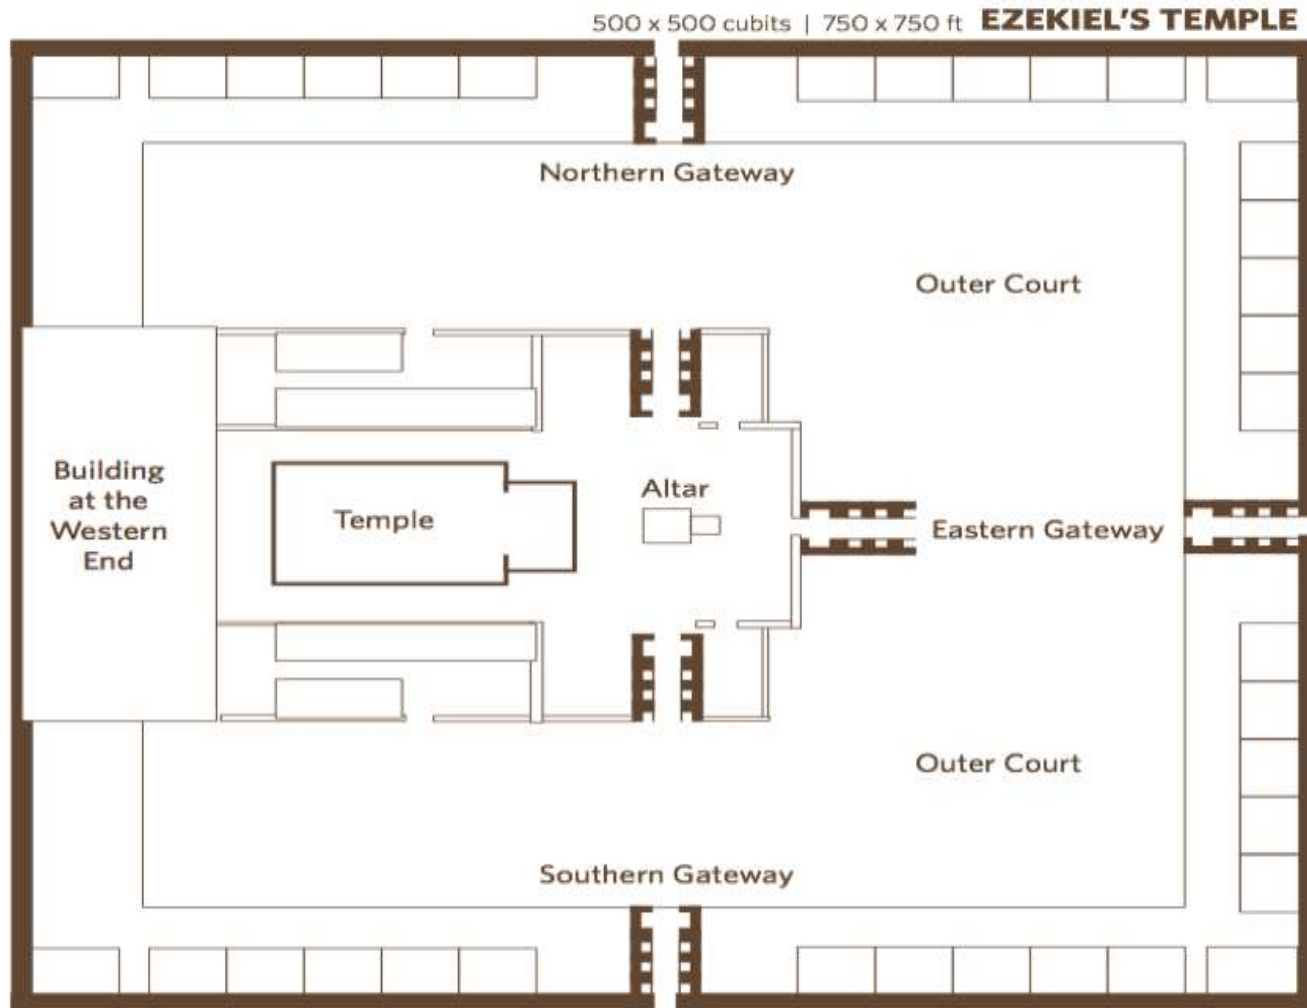 500 x 500 cubits | 750 x 750 ft EZEKIEL'S TEMPLE
Northern Gateway
Outer Court
Building
at the
Western
End
Temple
Altar
Eastern Gateway
Outer Court
Southern Gateway